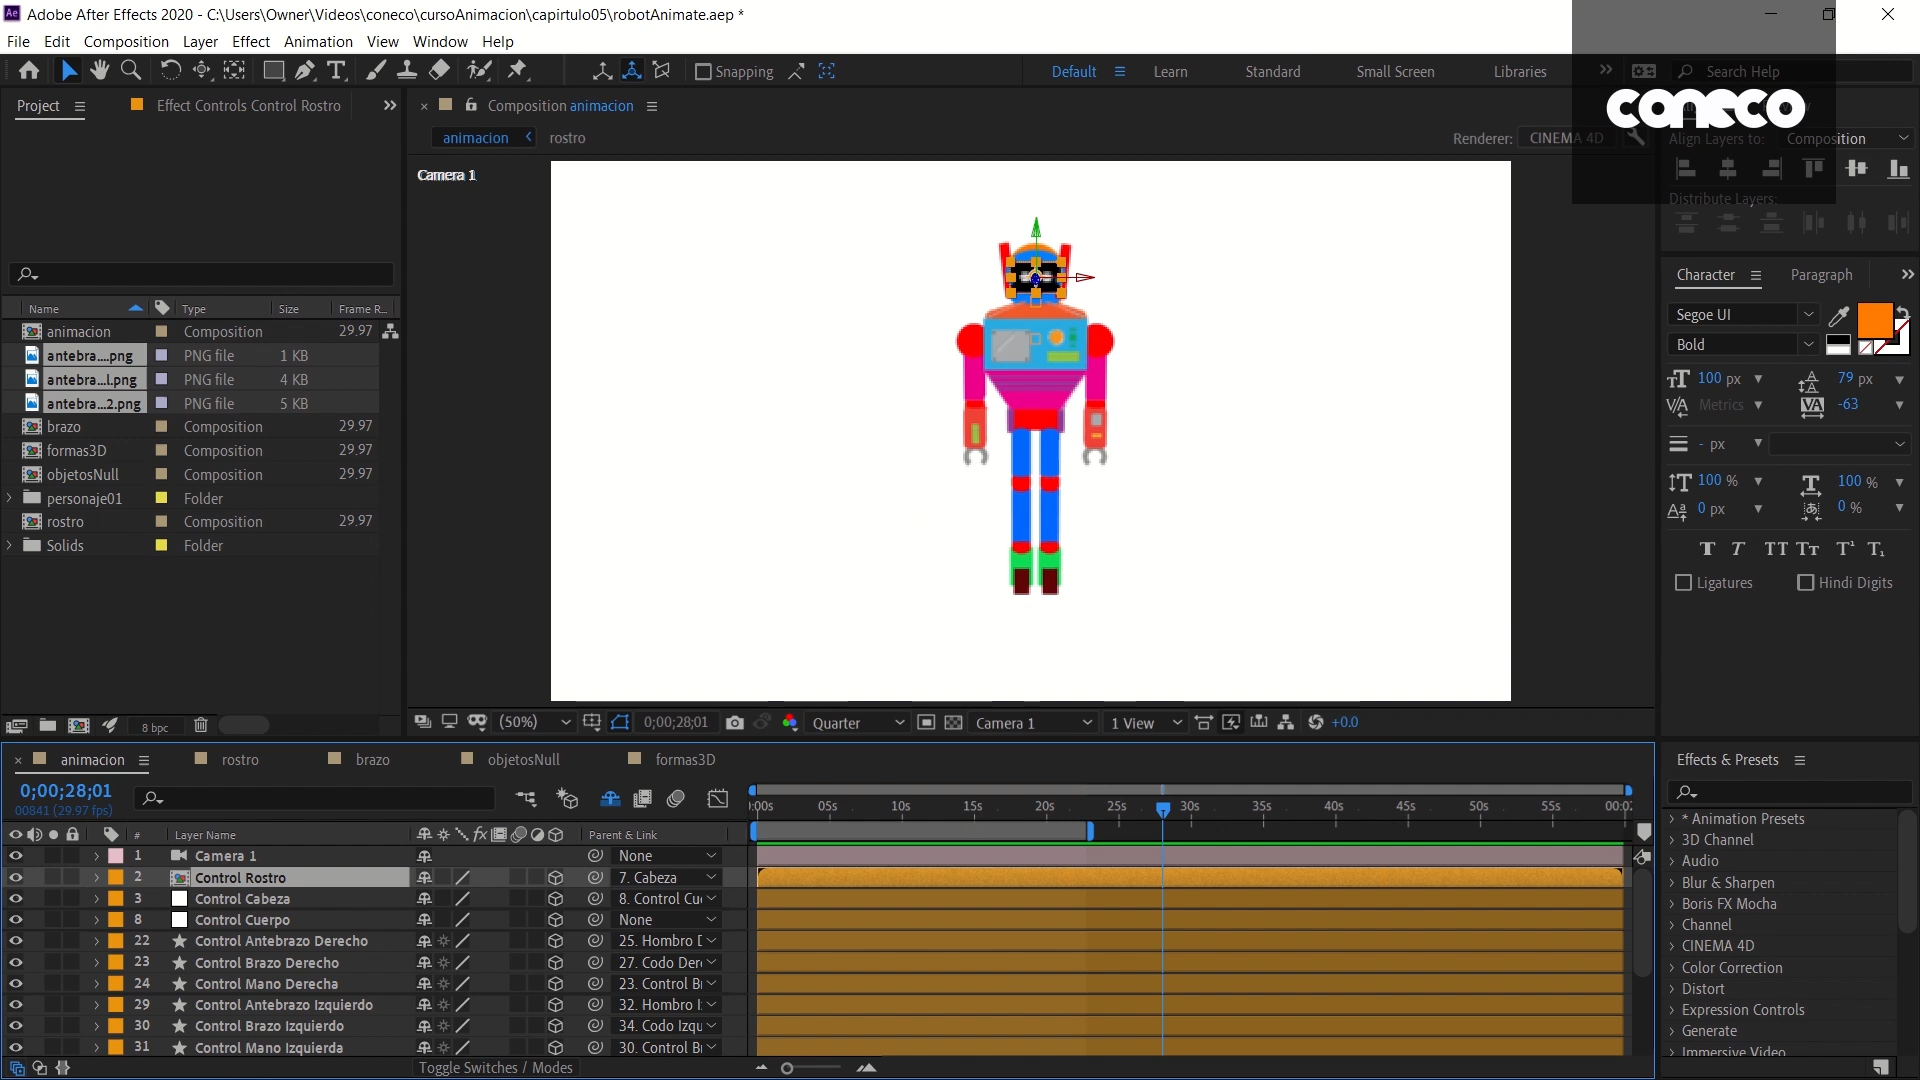 Adobe After Effects 2020 - C:\Users\Owner\Videos\coneco\cursoAnimacion\capirtulo05\robotAnimate.aep *
File Edit Composition Layer Effect Animation View Window Help
Snapping
Default Learn Standard Small Screen Libraries Search Help
coneco
Project Effect Controls Control Rostro
Composition animacion
animacion rostro
Renderer: CINEMA 4D
Align Layers to: Composition
Distribute Layers:
Camera 1
Name Type Size Frame R...
animacion Composition 29.97
antebra....png PNG file 1 KB
antebra...l.png PNG file 4 KB
antebra...2.png PNG file 5 KB
brazo Composition 29.97
formas3D Composition 29.97
objetosNull Composition 29.97
personaje01 Folder
rostro Composition 29.97
Solids Folder
8 bpc
Character Paragraph
Segoe UI
Bold
100 px 79 px
Metrics -63
- px
100 % 100 %
0 px 0 %
Ligatures Hindi Digits
(50%) 0;00;28;01 Quarter Camera 1 1 View +0.0
animacion rostro brazo objetosNull formas3D
0;00;28;01
00841 (29.97 fps)
):00s 05s 10s 15s 20s 25s 30s 35s 40s 45s 50s 55s
# Layer Name Parent & Link
1 Camera 1 None
2 Control Rostro 7. Cabeza
3 Control Cabeza 8. Control Cu
8 Control Cuerpo None
22 Control Antebrazo Derecho 25. Hombro D
23 Control Brazo Derecho 27. Codo Dere
24 Control Mano Derecha 23. Control B
29 Control Antebrazo Izquierdo 32. Hombro I
30 Control Brazo Izquierdo 34. Codo Izqu
31 Control Mano Izquierda 30. Control B
Toggle Switches / Modes
Effects & Presets
* Animation Presets
3D Channel
Audio
Blur & Sharpen
Boris FX Mocha
Channel
CINEMA 4D
Color Correction
Distort
Expression Controls
Generate
Immersive Video